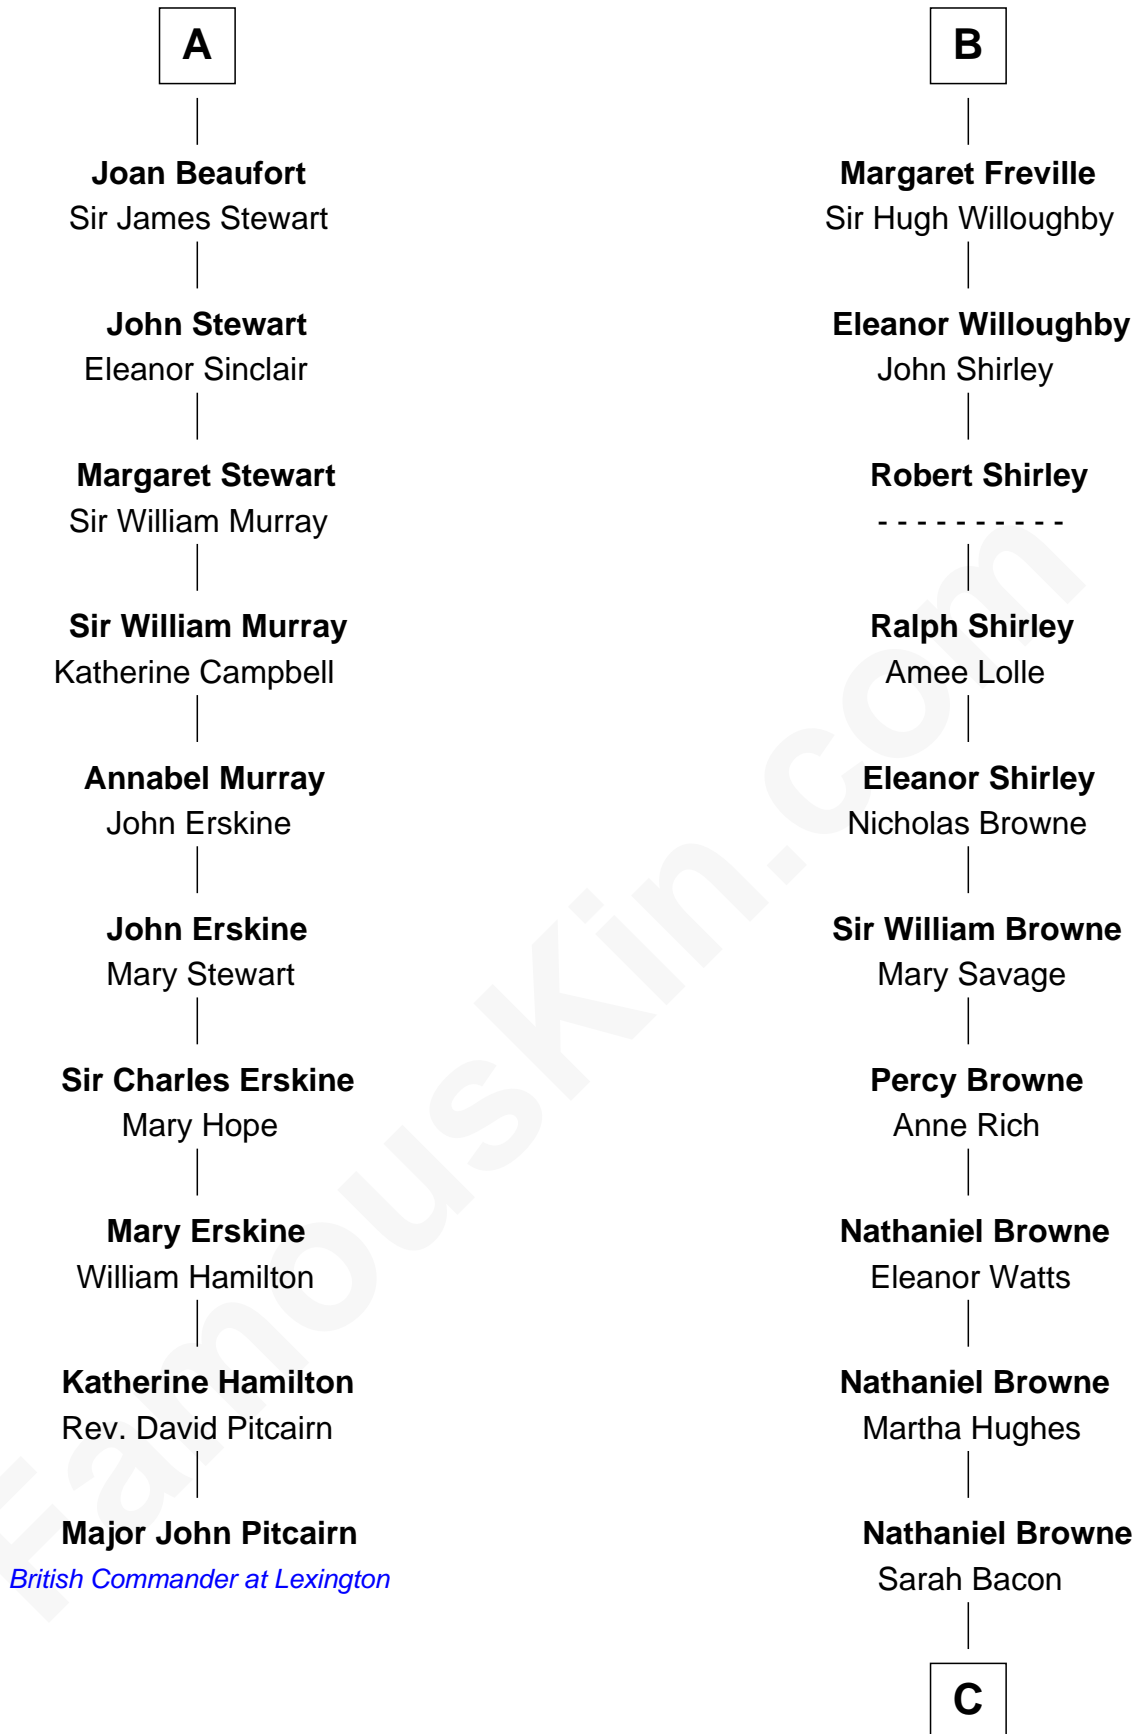 A
Joan Beaufort
Sir James Stewart
John Stewart
Eleanor Sinclair
Margaret Stewart
Sir William Murray
Sir William Murray
Katherine Campbell
Annabel Murray
John Erskine
John Erskine
Mary Stewart
Sir Charles Erskine
Mary Hope
Mary Erskine
William Hamilton
Katherine Hamilton
Rev. David Pitcairn
Major John Pitcairn
British Commander at Lexington
B
Margaret Freville
Sir Hugh Willoughby
Eleanor Willoughby
John Shirley
Robert Shirley
- - - - - - - - - -
Ralph Shirley
Amee Lolle
Eleanor Shirley
Nicholas Browne
Sir William Browne
Mary Savage
Percy Browne
Anne Rich
Nathaniel Browne
Eleanor Watts
Nathaniel Browne
Martha Hughes
Nathaniel Browne
Sarah Bacon
C
FamousKin.com